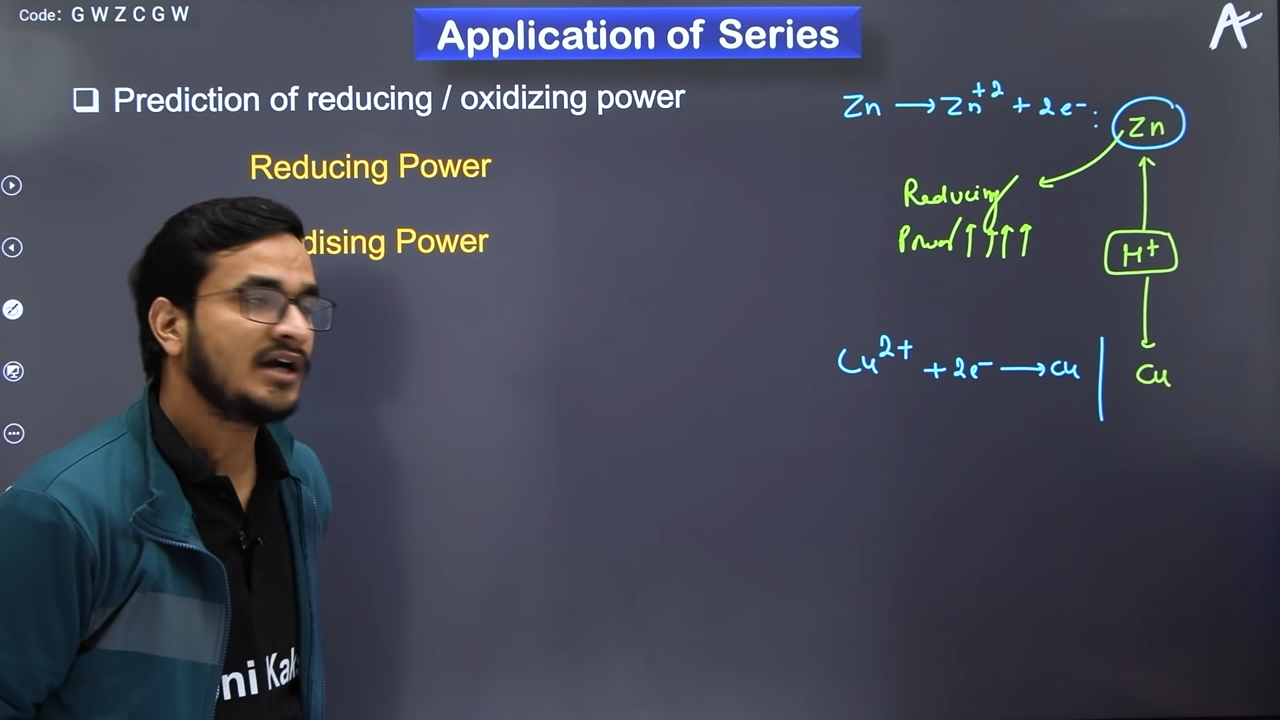 Code: G W Z C G W
Application of Series
Prediction of reducing / oxidizing power
Zn → Zn⁺² + 2e⁻
Zn
Reducing Power
Reducing
Power ↑ ↑ ↑ ↑
dising Power
H⁺
Cu²⁺ + 2e⁻ → Cu
Cu
ni Kak